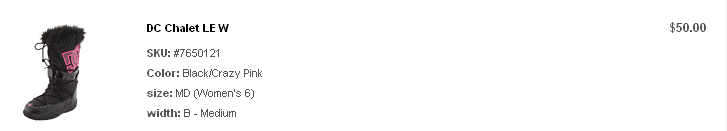 DC Chalet LE W $50.00
SKU: #7650121
Color: Black/Crazy Pink
size: MD (Women's 6)
width: B - Medium